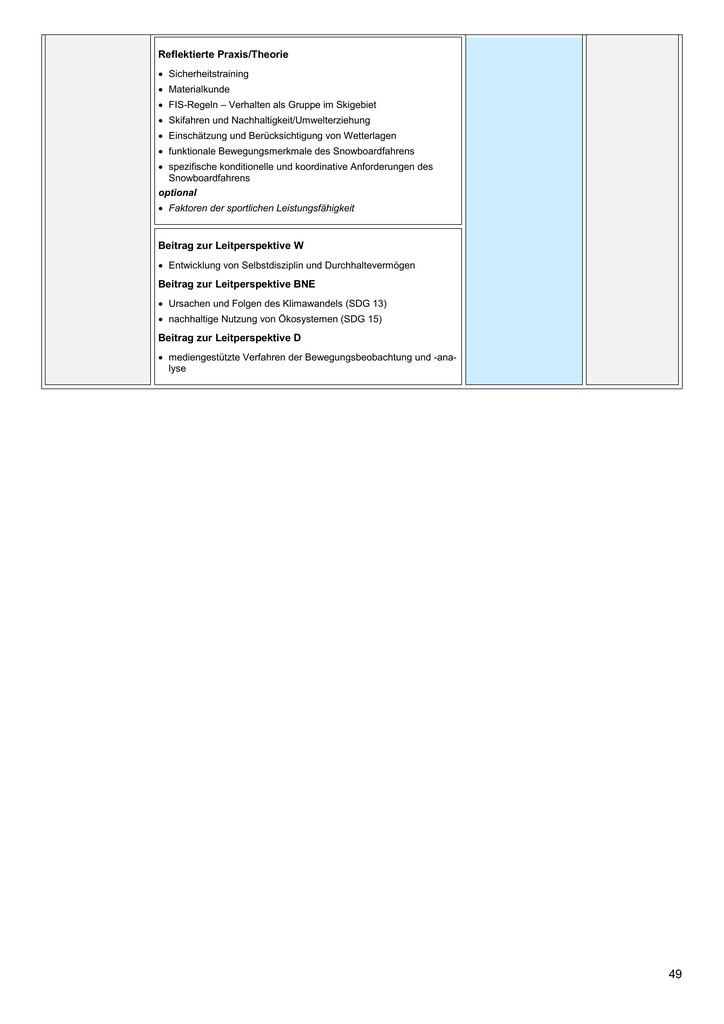 Reflektierte Praxis/Theorie
• Sicherheitstraining
• Materialkunde
• FIS-Regeln – Verhalten als Gruppe im Skigebiet
• Skifahren und Nachhaltigkeit/Umwelterziehung
• Einschätzung und Berücksichtigung von Wetterlagen
• funktionale Bewegungsmerkmale des Snowboardfahrens
• spezifische konditionelle und koordinative Anforderungen des
Snowboardfahrens
optional
• Faktoren der sportlichen Leistungsfähigkeit
Beitrag zur Leitperspektive W
• Entwicklung von Selbstdisziplin und Durchhaltevermögen
Beitrag zur Leitperspektive BNE
• Ursachen und Folgen des Klimawandels (SDG 13)
• nachhaltige Nutzung von Ökosystemen (SDG 15)
Beitrag zur Leitperspektive D
• mediengestützte Verfahren der Bewegungsbeobachtung und -ana-
lyse
49